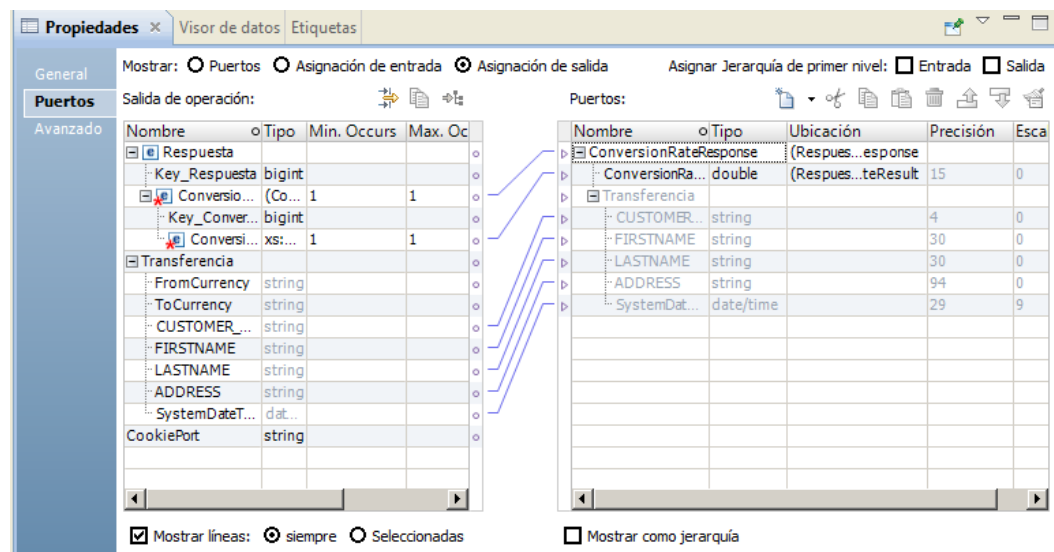 Propiedades Visor de datos Etiquetas
General
Puertos
Avanzado
Mostrar: Puertos Asignación de entrada Asignación de salida Asignar Jerarquía de primer nivel: Entrada Salida
Salida de operación:
Nombre Tipo Min. Occurs Max. Oc
Respuesta
Key_Respuesta bigint
Conversio... (Co... 1 1
Key_Conver... bigint
Conversi... xs:... 1 1
Transferencia
FromCurrency string
ToCurrency string
CUSTOMER_... string
FIRSTNAME string
LASTNAME string
ADDRESS string
SystemDateT... dat...
CookiePort string
Mostrar líneas: siempre Seleccionadas
Puertos:
Nombre Tipo Ubicación Precisión Esca
ConversionRateResponse (Respues...esponse
ConversionRa... double (Respues...teResult 15 0
Transferencia
CUSTOMER... string 4 0
FIRSTNAME string 30 0
LASTNAME string 30 0
ADDRESS string 94 0
SystemDat... date/time 29 9
Mostrar como jerarquía